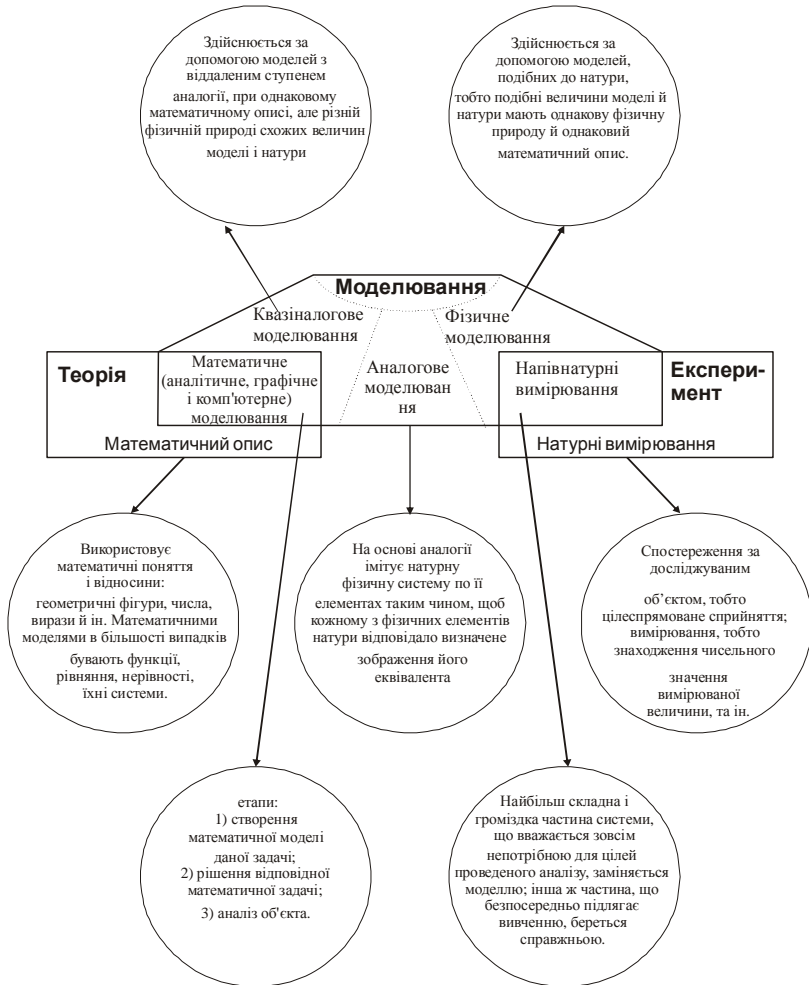 Здійснюється за
допомогою моделей з
віддаленим ступенем
аналогії, при однаковому
математичному описі, але різній
фізичній природі схожих величин
моделі і натури
Здійснюється за
допомогою моделей,
подібних до натури,
тобто подібні величини моделі й
натури мають однакову фізичну
природу й однаковий
математичний опис.
Моделювання
Квазіналогове
моделювання
Фізичне
моделювання
Теорія
Математичне
(аналітичне, графічне
і комп'ютерне)
моделювання
Математичний опис
Аналогове
моделюван
ня
Напівнатурні
вимірювання
Експери-
мент
Натурні вимірювання
Використовує
математичні поняття
і відносини:
геометричні фігури, числа,
вирази й ін. Математичними
моделями в більшості випадків
бувають функції,
рівняння, нерівності,
їхні системи.
На основі аналогії
імітує натурну
фізичну систему по її
елементах таким чином, щоб
кожному з фізичних елементів
натури відповідало визначене
зображення його
еквівалента
Спостереження за
досліджуваним
об’єктом, тобто
цілеспрямоване сприйняття;
вимірювання, тобто
знаходження чисельного
значення
вимірюваної
величини, та ін.
етапи:
1) створення
математичної моделі
даної задачі;
2) рішення відповідної
математичної задачі;
3) аналіз об'єкта.
Найбільш складна і
громіздка частина системи,
що вважається зовсім
непотрібною для цілей
проведеного аналізу, заміняється
моделлю; інша ж частина, що
безпосередньо підлягає
вивченню, береться
справжньою.